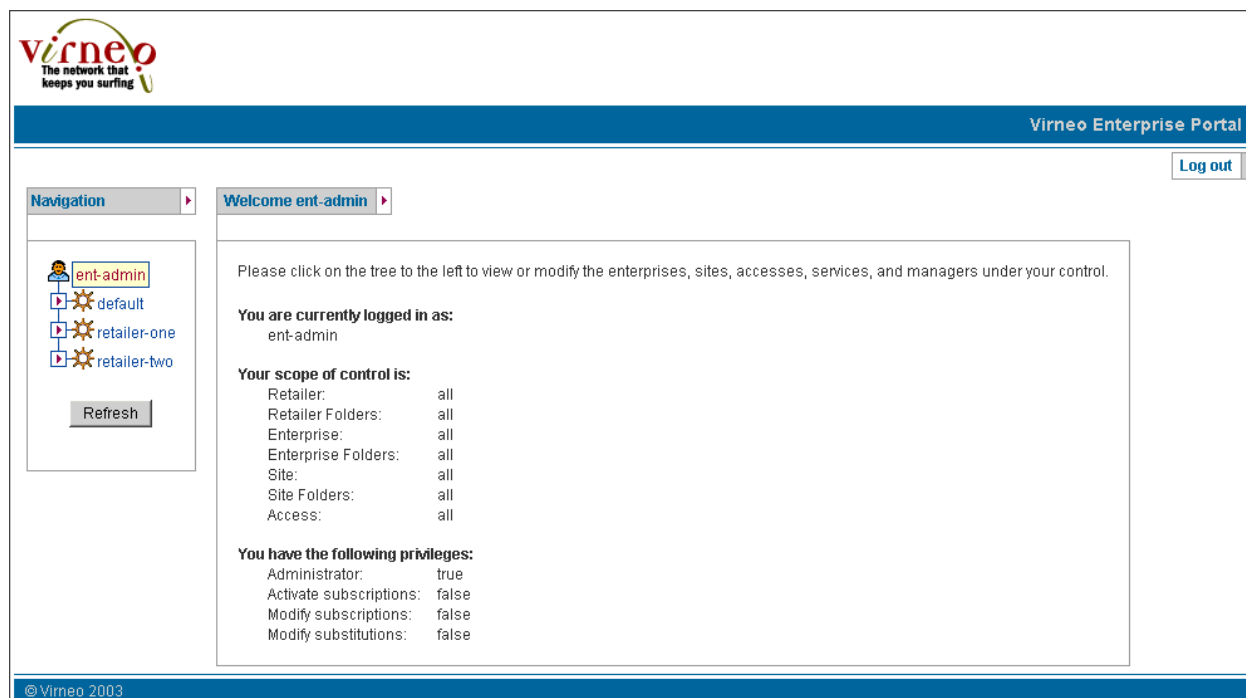 Virneo
The network that
keeps you surfing
Virneo Enterprise Portal
Log out
Navigation
Welcome ent-admin
ent-admin
default
retailer-one
retailer-two
Refresh
Please click on the tree to the left to view or modify the enterprises, sites, accesses, services, and managers under your control.
You are currently logged in as:
ent-admin
Your scope of control is:
Retailer: all
Retailer Folders: all
Enterprise: all
Enterprise Folders: all
Site: all
Site Folders: all
Access: all
You have the following privileges:
Administrator: true
Activate subscriptions: false
Modify subscriptions: false
Modify substitutions: false
© Virneo 2003